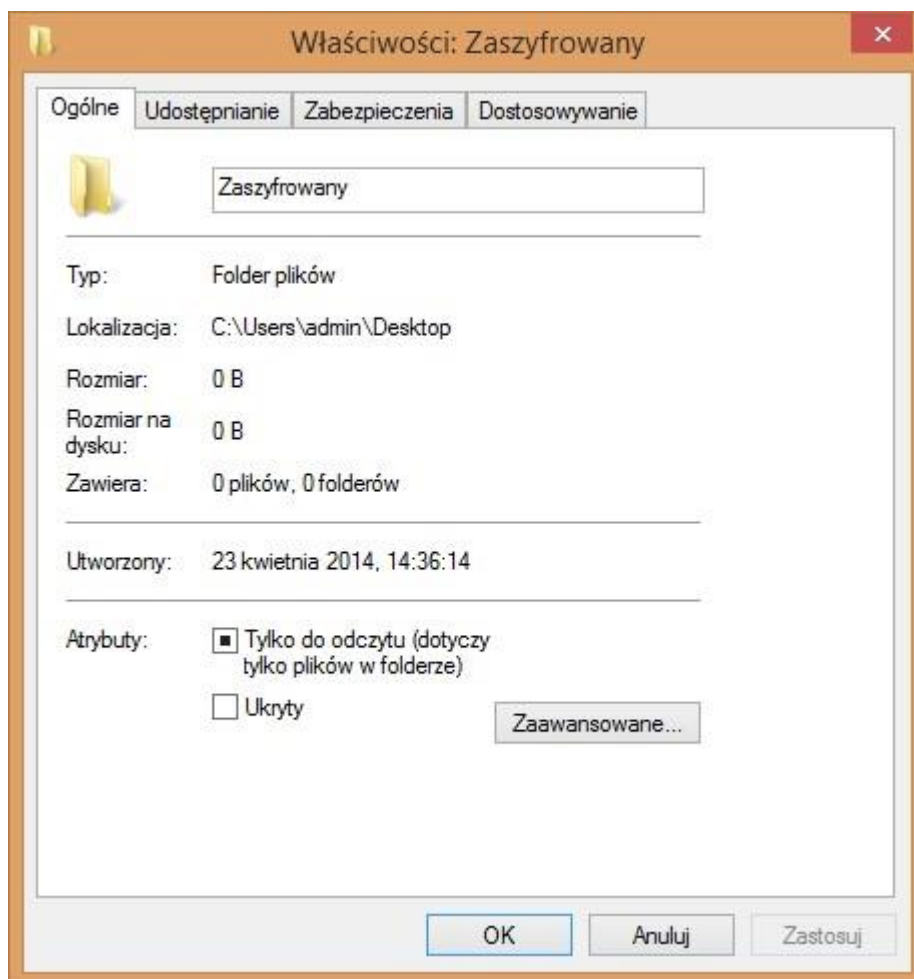 Właściwości: Zaszyfrowany
Ogólne Udostępnianie Zabezpieczenia Dostosowywanie
Zaszyfrowany
Typ: Folder plików
Lokalizacja: C:\Users\admin\Desktop
Rozmiar: 0 B
Rozmiar na dysku: 0 B
Zawiera: 0 plików, 0 folderów
Utworzony: 23 kwietnia 2014, 14:36:14
Atrybuty: Tylko do odczytu (dotyczy
tylko plików w folderze)
Ukryty
Zaawansowane...
OK Anuluj Zastosuj